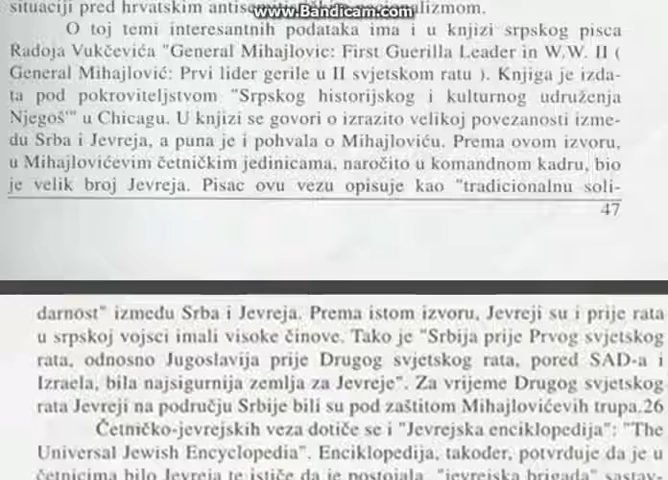 situaciji pred hrvatskim
www.Bandicam.com
O toj temi interesantnih podataka ima i u knjizi srpskog pisca
Radoja Vukčevića "General Mihajlovic: First Guerilla Leader in W.W. II (
General Mihajlović: Prvi lider gerile u II svjetskom ratu ). Knjiga je izda-
ta pod pokroviteljstvom "Srpskog historijskog i kulturnog udruženja
Njegoš'" u Chicagu. U knjizi se govori o izrazito velikoj povezanosti izme-
đu Srba i Jevreja, a puna je i pohvala o Mihajloviću. Prema ovom izvoru,
u Mihajlovićevim četničkim jedinicama, naročito u komandnom kadru, bio
je velik broj Jevreja. Pisac ovu vezu opisuje kao "tradicionalnu soli-
47
darnost" između Srba i Jevreja. Prema istom izvoru, Jevreji su i prije rata
u srpskoj vojsci imali visoke činove. Tako je "Srbija prije Prvog svjetskog
rata, odnosno Jugoslavija prije Drugog svjetskog rata, pored SAD-a i
Izraela, bila najsigurnija zemlja za Jevreje". Za vrijeme Drugog svjetskog
rata Jevreji na području Srbije bili su pod zaštitom Mihajlovićevih trupa.26
Četničko-jevrejskih veza dotiče se i "Jevrejska enciklopedija": "The
Universal Jewish Encyclopedia". Enciklopedija, također, potvrđuje da je u
četnicima bilo Jevreja te ističe da je postojala "jevrejska brigada" sastav-